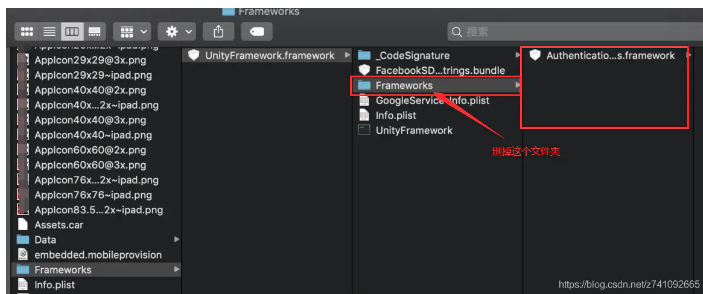 Frameworks
搜索
AppIcon29x29@3x.png
AppIcon29x29~ipad.png
AppIcon40x40@2x.png
AppIcon40x...2x~ipad.png
AppIcon40x40@3x.png
AppIcon40x40~ipad.png
AppIcon60x60@2x.png
AppIcon60x60@3x.png
AppIcon76x...2x~ipad.png
AppIcon76x76~ipad.png
AppIcon83.5...2x~ipad.png
Assets.car
Data
embedded.mobileprovision
Frameworks
Info.plist
UnityFramework.framework
_CodeSignature
FacebookSD...trings.bundle
Frameworks
GoogleService-Info.plist
Info.plist
UnityFramework
Authenticatio...s.framework
删掉这个文件夹
https://blog.csdn.net/z741092665